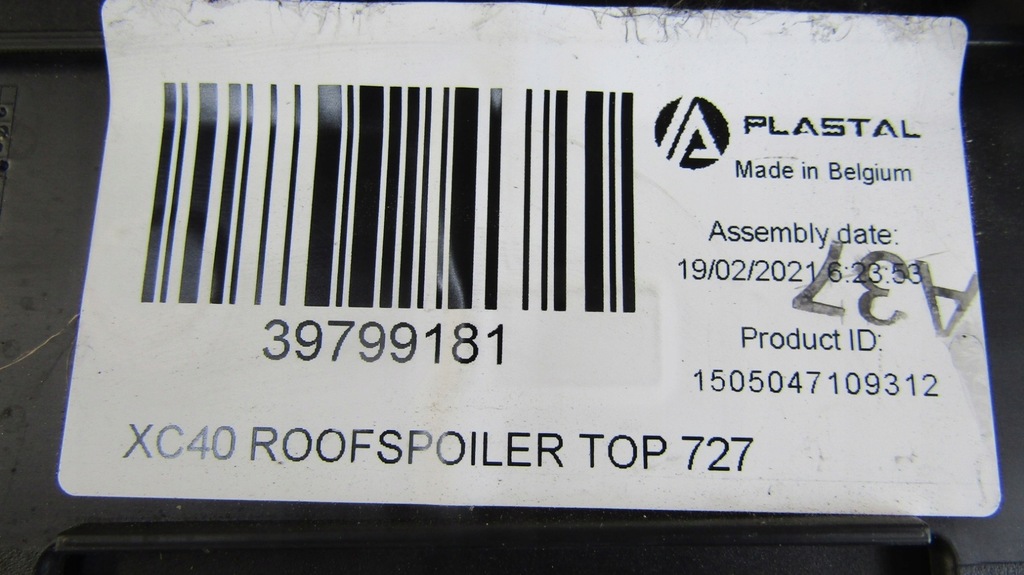 PLASTAL
Made in Belgium
Assembly date:
19/02/2021 6:23:53
A37
Product ID:
1505047109312
39799181
XC40 ROOFSPOILER TOP 727